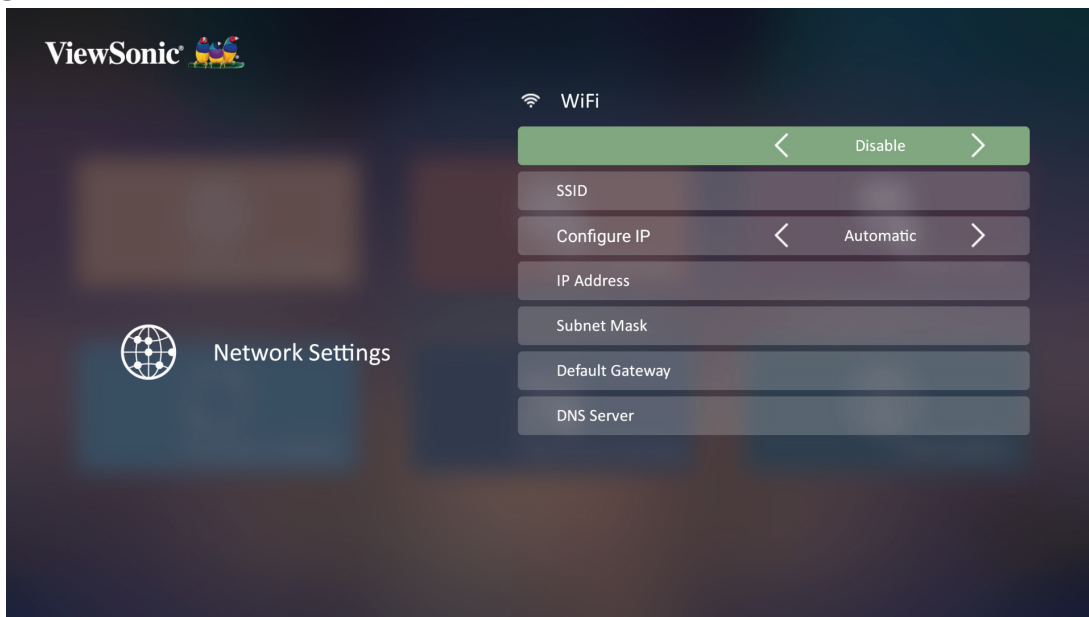 ViewSonic®
WiFi
Disable
SSID
Configure IP Automatic
IP Address
Subnet Mask
Network Settings
Default Gateway
DNS Server